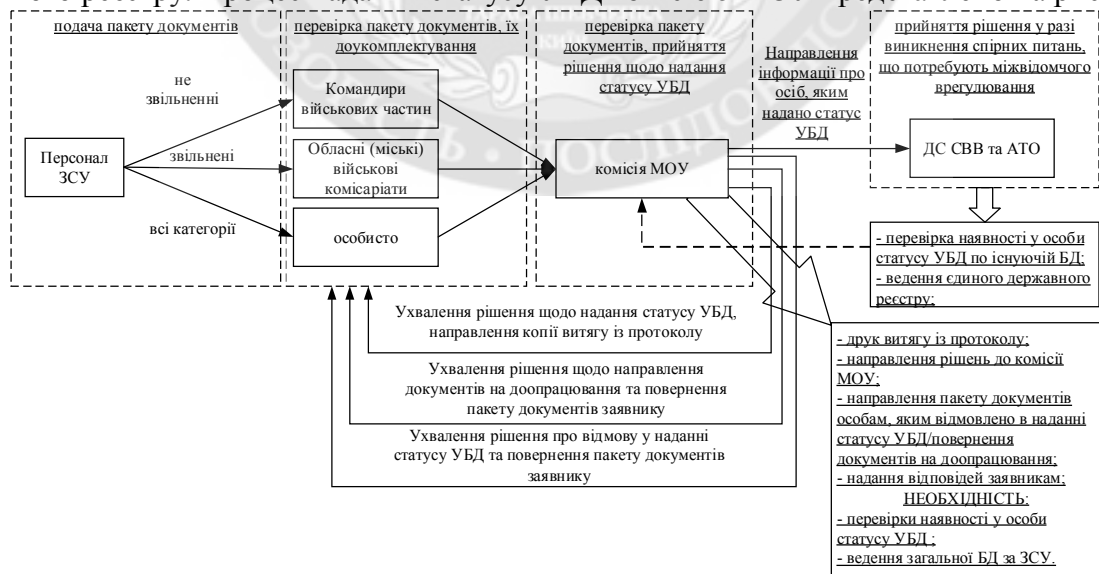 подача пакету документів
перевірка пакету
документів, їх
доукомплектування
перевірка пакету
документів, прийняття
рішення щодо надання
статусу УБД
Направлення
інформації про
осіб, яким
надано статус
УБД
прийняття рішення у разі
виникнення спірних питань,
що потребують міжвідомчого
врегулювання
Персонал
ЗСУ
не
звільненні
звільнені
всі категорії
Командири
військових частин
Обласні (міські)
військові
комісаріати
особисто
комісія МОУ
ДС СВВ та АТО
- перевірка наявності у особи
статусу УБД по існуючій БД;
- ведення єдиного державного
реєстру;
Ухвалення рішення щодо надання статусу УБД,
направлення копії витягу із протоколу
Ухвалення рішення щодо направлення
документів на доопрацювання та повернення
пакету документів заявнику
Ухвалення рішення про відмову у наданні
статусу УБД та повернення пакету документів
заявнику
- друк витягу із протоколу;
- направлення рішень до комісії
МОУ;
- направлення пакету документів
особам, яким відмовлено в наданні
статусу УБД/повернення
документів на доопрацювання;
- надання відповідей заявникам;
НЕОБХІДНІСТЬ:
- перевірки наявності у особи
статусу УБД ;
- ведення загальної БД за ЗСУ.